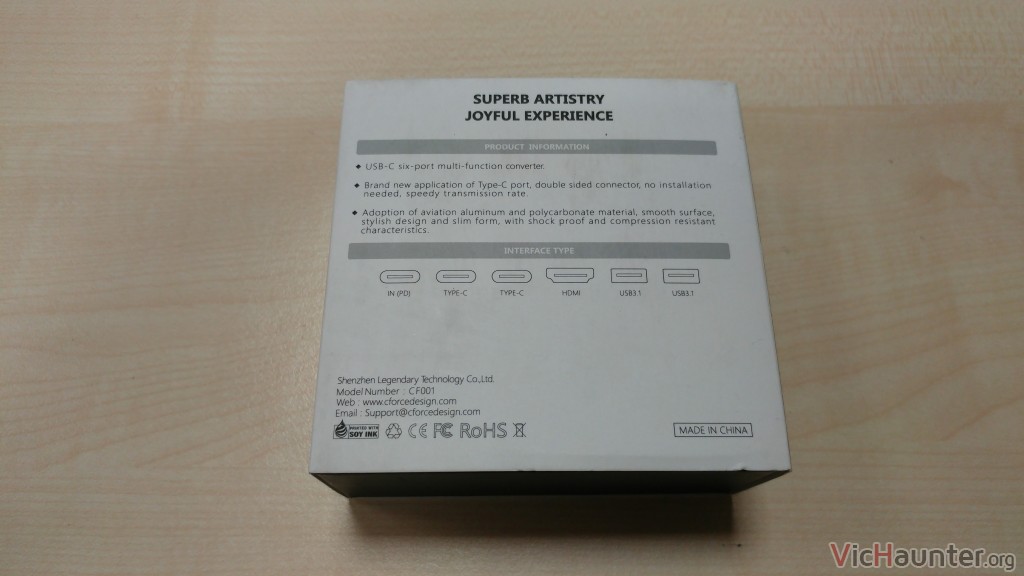 SUPERB ARTISTRY
JOYFUL EXPERIENCE
PRODUCT INFORMATION
◆ USB-C six-port multi-function converter.
◆ Brand new application of Type-C port, double sided connector, no installation
needed, speedy transmission rate.
◆ Adoption of aviation aluminum and polycarbonate material, smooth surface,
stylish design and slim form, with shock proof and compression resistant
characteristics.
INTERFACE TYPE
IN (PD) TYPE-C TYPE-C HDMI USB3.1 USB3.1
Shenzhen Legendary Technology Co.,Ltd.
Model Number : CF001
Web : www.cforcedesign.com
Email : Support@cforcedesign.com
PRINTED WITH
SOY INK CE FC RoHS MADE IN CHINA
VicHaunter.org